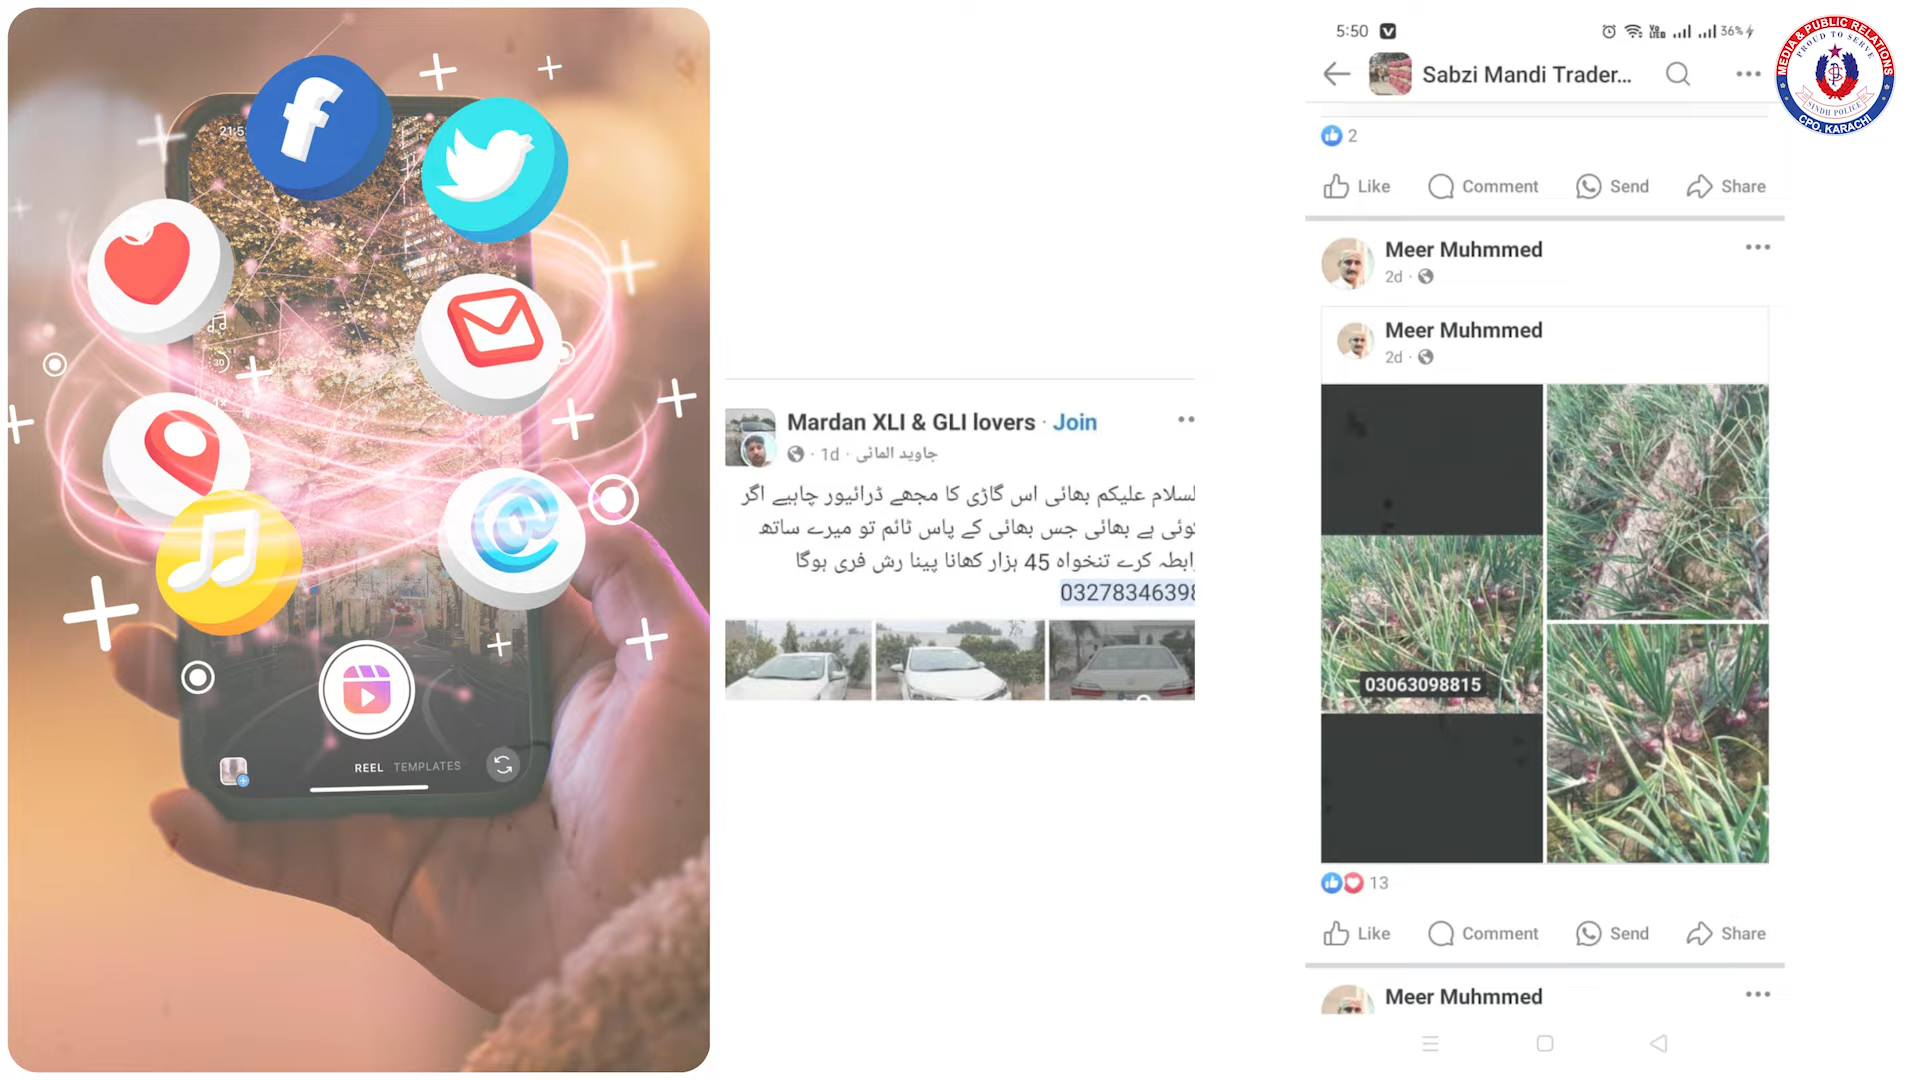 21:5
REEL TEMPLATES
Mardan XLI & GLI lovers · Join
1d · جاوید المائی
لسلام علیکم بھائی اس گاڑی کا مجھے ڈرائیور چاہیے اگر
کوئی ہے بھائی جس بھائی کے پاس ٹائم تو میرے ساتھ
رابطہ کرے تنخواہ 45 ہزار کھانا پینا رش فری ہوگا
03278346398
5:50
36%
Sabzi Mandi Trader...
2
Like Comment Send Share
Meer Muhmmed
2d ·
Meer Muhmmed
2d ·
03063098815
13
Like Comment Send Share
Meer Muhmmed
MEDIA & PUBLIC RELATIONS
PROUD TO SERVE
SINDH POLICE
CPO, KARACHI